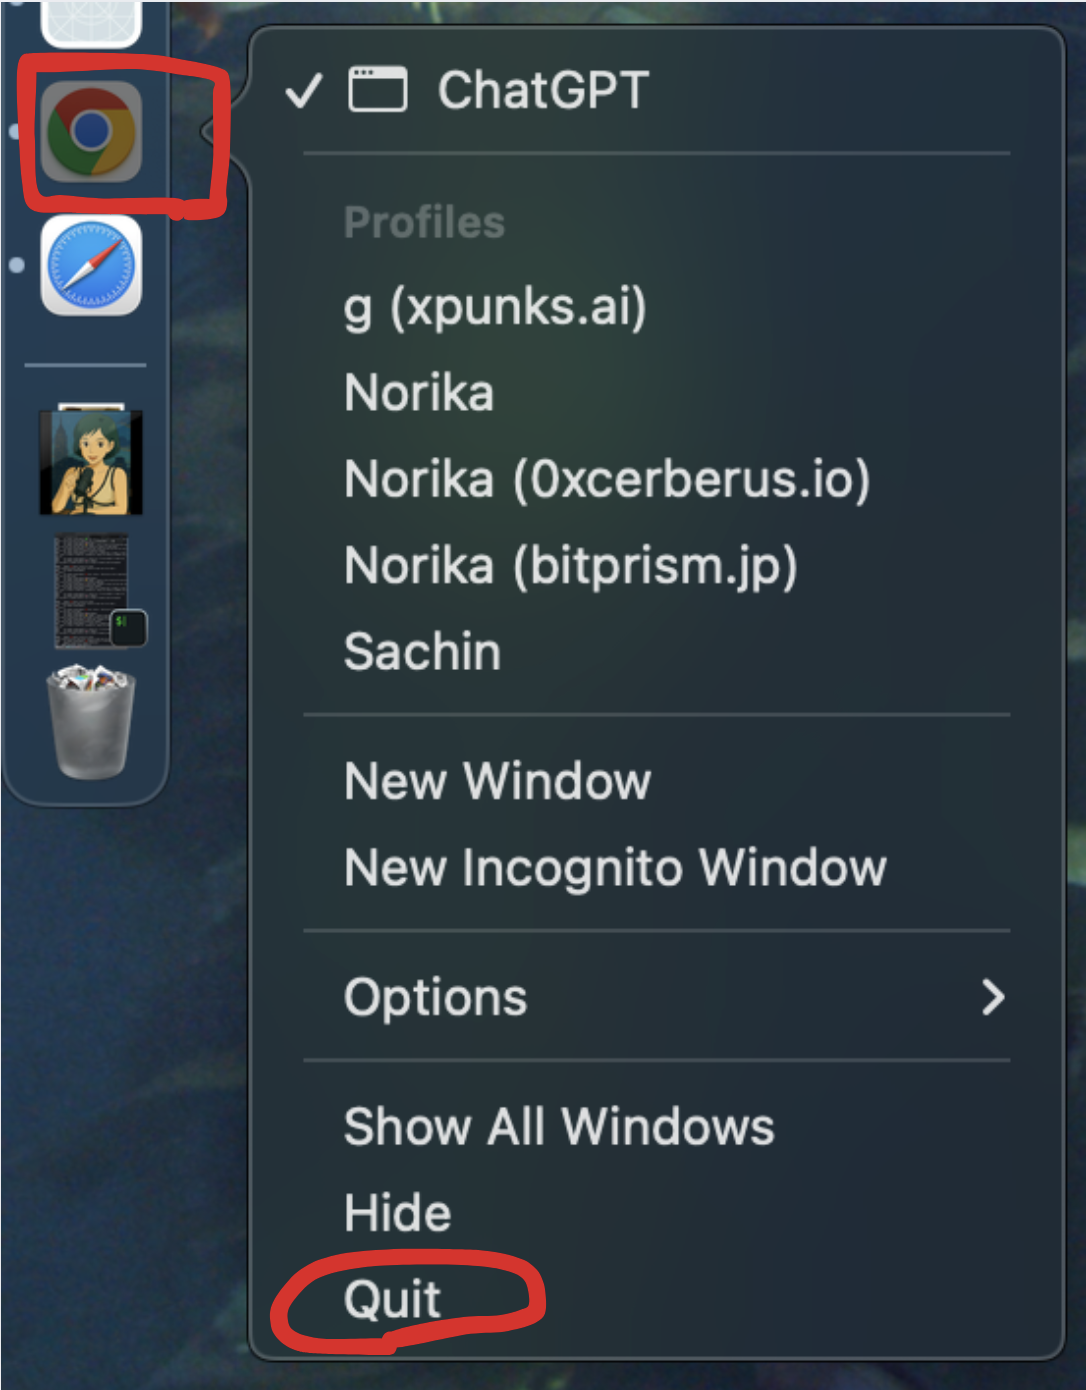 ChatGPT
Profiles
g (xpunks.ai)
Norika
Norika (0xcerberus.io)
Norika (bitprism.jp)
Sachin
New Window
New Incognito Window
Options
Show All Windows
Hide
Quit